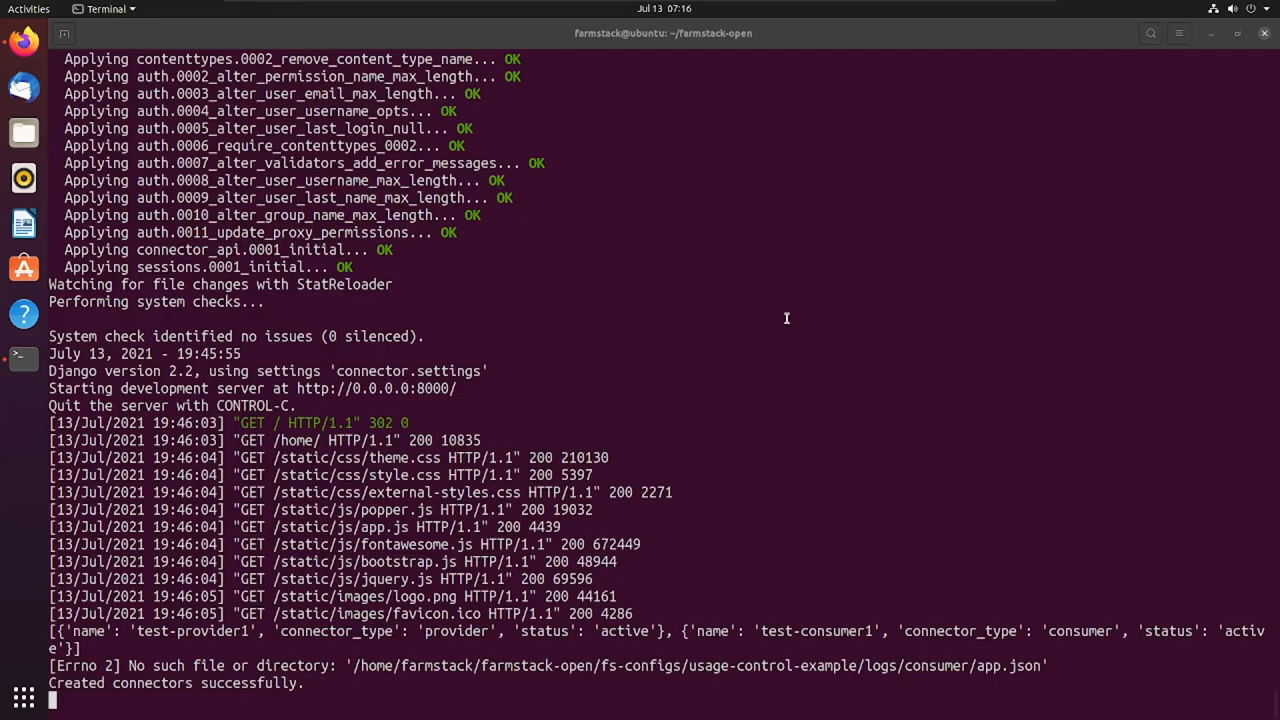 Activities
Terminal
Jul 13 07:16
farmstack@ubuntu: ~/farmstack-open
Applying contenttypes.0002_remove_content_type_name... OK
Applying auth.0002_alter_permission_name_max_length... OK
Applying auth.0003_alter_user_email_max_length... OK
Applying auth.0004_alter_user_username_opts... OK
Applying auth.0005_alter_user_last_login_null... OK
Applying auth.0006_require_contenttypes_0002... OK
Applying auth.0007_alter_validators_add_error_messages... OK
Applying auth.0008_alter_user_username_max_length... OK
Applying auth.0009_alter_user_last_name_max_length... OK
Applying auth.0010_alter_group_name_max_length... OK
Applying auth.0011_update_proxy_permissions... OK
Applying connector_api.0001_initial... OK
Applying sessions.0001_initial... OK
Watching for file changes with StatReloader
Performing system checks...
System check identified no issues (0 silenced).
July 13, 2021 - 19:45:55
Django version 2.2, using settings 'connector.settings'
Starting development server at http://0.0.0.0:8000/
Quit the server with CONTROL-C.
[13/Jul/2021 19:46:03] "GET / HTTP/1.1" 302 0
[13/Jul/2021 19:46:03] "GET /home/ HTTP/1.1" 200 10835
[13/Jul/2021 19:46:04] "GET /static/css/theme.css HTTP/1.1" 200 210130
[13/Jul/2021 19:46:04] "GET /static/css/style.css HTTP/1.1" 200 5397
[13/Jul/2021 19:46:04] "GET /static/css/external-styles.css HTTP/1.1" 200 2271
[13/Jul/2021 19:46:04] "GET /static/js/popper.js HTTP/1.1" 200 19032
[13/Jul/2021 19:46:04] "GET /static/js/app.js HTTP/1.1" 200 4439
[13/Jul/2021 19:46:04] "GET /static/js/fontawesome.js HTTP/1.1" 200 672449
[13/Jul/2021 19:46:04] "GET /static/js/bootstrap.js HTTP/1.1" 200 48944
[13/Jul/2021 19:46:04] "GET /static/js/jquery.js HTTP/1.1" 200 69596
[13/Jul/2021 19:46:05] "GET /static/images/logo.png HTTP/1.1" 200 44161
[13/Jul/2021 19:46:05] "GET /static/images/favicon.ico HTTP/1.1" 200 4286
[{'name': 'test-provider1', 'connector_type': 'provider', 'status': 'active'}, {'name': 'test-consumer1', 'connector_type': 'consumer', 'status': 'activ
e'}]
[Errno 2] No such file or directory: '/home/farmstack/farmstack-open/fs-configs/usage-control-example/logs/consumer/app.json'
Created connectors successfully.